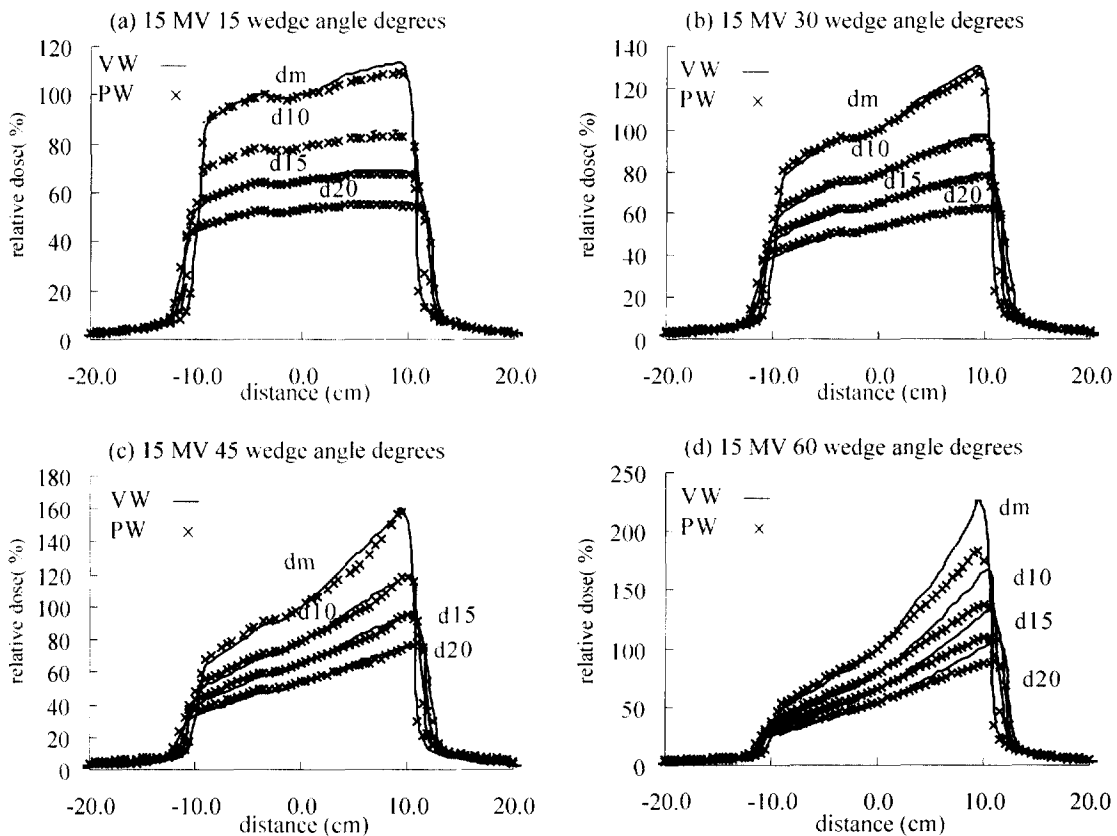 (a) 15 MV 15 wedge angle degrees
120
100
80
60
40
20
0
relative dose( %)
VW
PW
dm
d10
d15
d20
-20.0 -10.0 0.0 10.0 20.0
distance (cm)
(b) 15 MV 30 wedge angle degrees
140
120
100
80
60
40
20
0
relative dose( %)
VW
PW
dm
d10
d15
d20
-20.0 -10.0 0.0 10.0 20.0
distance (cm)
(c) 15 MV 45 wedge angle degrees
180
160
140
120
100
80
60
40
20
0
relative dose( %)
VW
PW
dm
d10
d15
d20
-20.0 -10.0 0.0 10.0 20.0
distance (cm)
(d) 15 MV 60 wedge angle degrees
250
200
150
100
50
0
relative dose( %)
VW
PW
dm
d10
d15
d20
-20.0 -10.0 0.0 10.0 20.0
distance (cm)